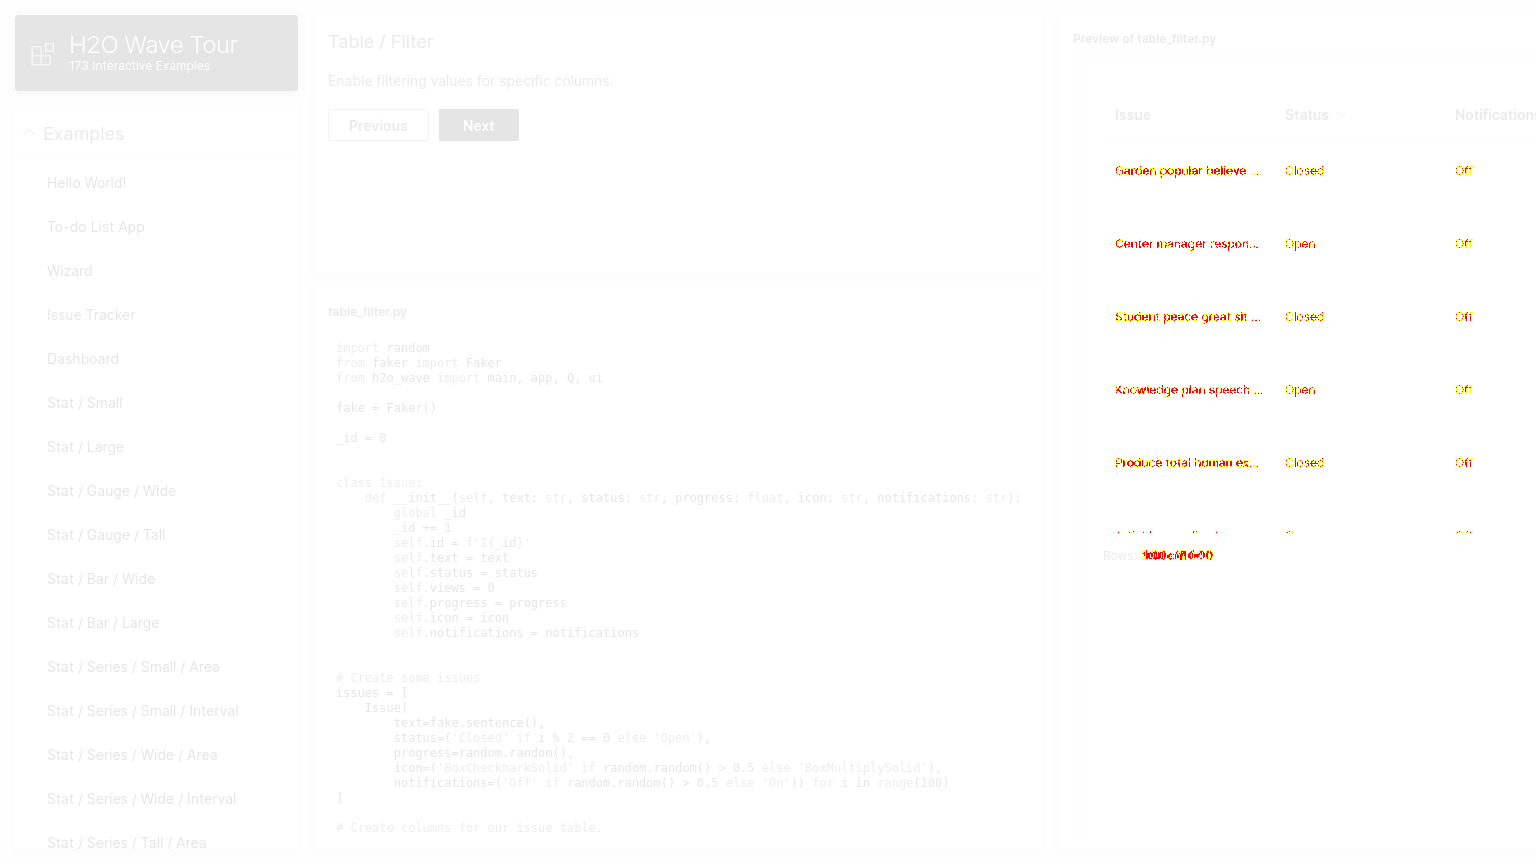 H2O Wave Tour
173 Interactive Examples
Examples
Hello World!
To-do List App
Wizard
Issue Tracker
Dashboard
Stat / Small
Stat / Large
Stat / Gauge / Wide
Stat / Gauge / Tall
Stat / Bar / Wide
Stat / Bar / Large
Stat / Series / Small / Area
Stat / Series / Small / Interval
Stat / Series / Wide / Area
Stat / Series / Wide / Interval
Stat / Series / Tall / Area
Table / Filter
Enable filtering values for specific columns.
Previous Next
table_filter.py
import random
from faker import Faker
from h2o_wave import main, app, Q, ui
fake = Faker()
_id = 0
class Issue:
def __init__(self, text: str, status: str, progress: float, icon: str, notifications: str):
global _id
_id += 1
self.id = f'I{_id}'
self.text = text
self.status = status
self.views = 0
self.progress = progress
self.icon = icon
self.notifications = notifications
# Create some issues
issues = [
Issue(
text=fake.sentence(),
status=('Closed' if i % 2 == 0 else 'Open'),
progress=random.random(),
icon=('BoxCheckmarkSolid' if random.random() > 0.5 else 'BoxMultiplySolid'),
notifications=('Off' if random.random() > 0.5 else 'On')) for i in range(100)
]
# Create columns for our issue table.
Preview of table_filter.py
Issue Status Notifications
Garden popular believe ... Closed Off
Center manager respon... Open Off
Student peace great sit ... Closed Off
Knowledge plan speech ... Open Off
Produce total human ex... Closed Off
Rows: